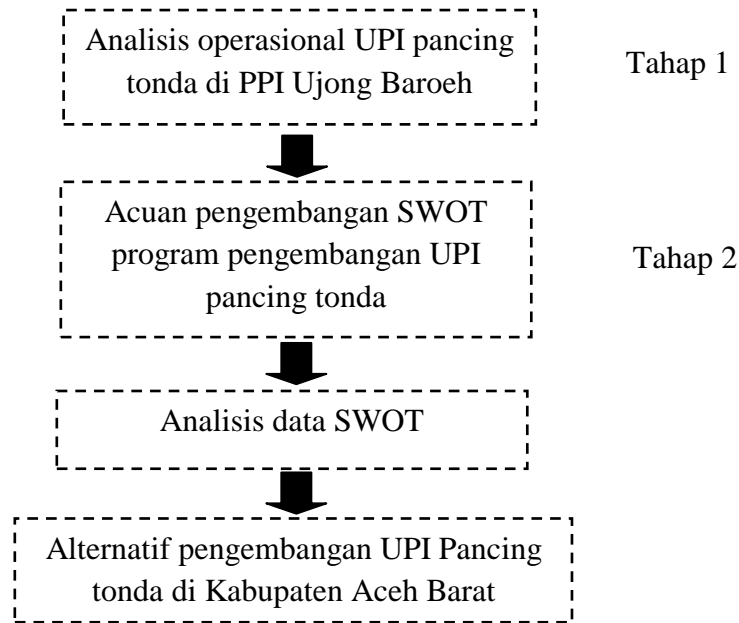 Analisis operasional UPI pancing
tonda di PPI Ujong Baroeh
Tahap 1
Acuan pengembangan SWOT
program pengembangan UPI
pancing tonda
Tahap 2
Analisis data SWOT
Alternatif pengembangan UPI Pancing
tonda di Kabupaten Aceh Barat